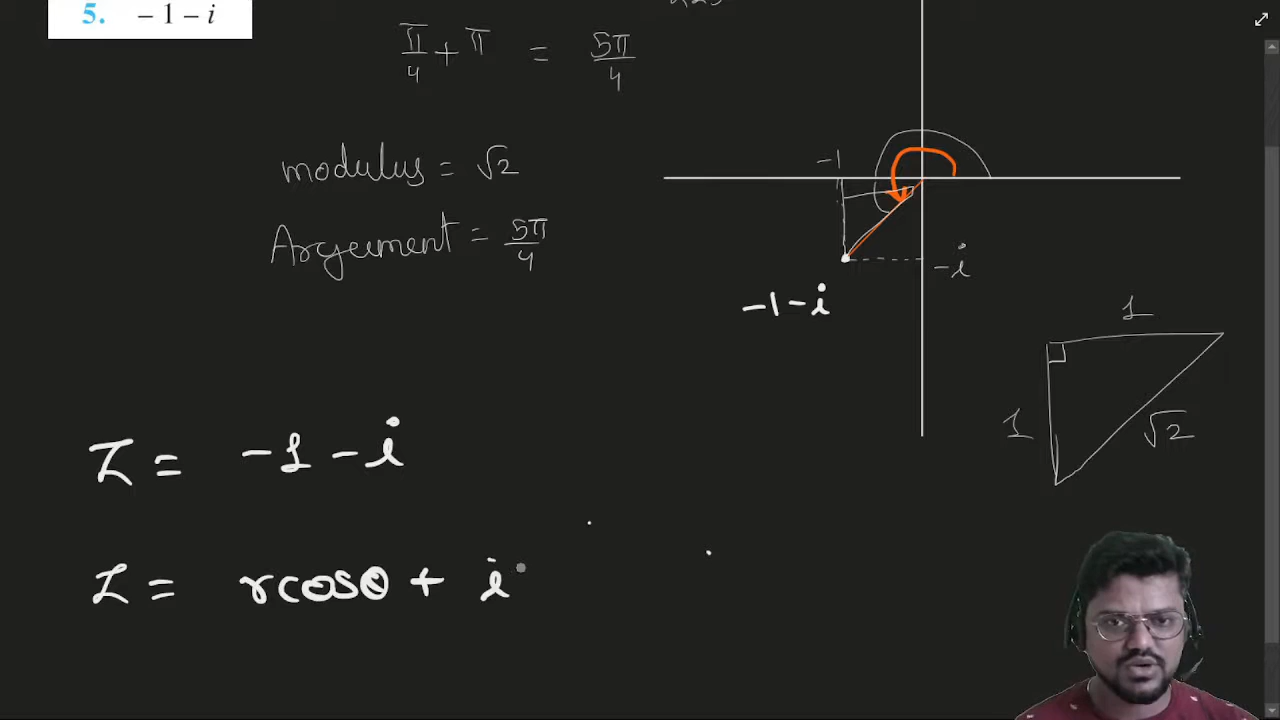 5. – 1 – i
π/4 + π = 5π/4
modulus = √2
Argument = 5π/4
-1
-i
-1-i
1
1
√2
Z = -1 - i
Z = rcosθ + i